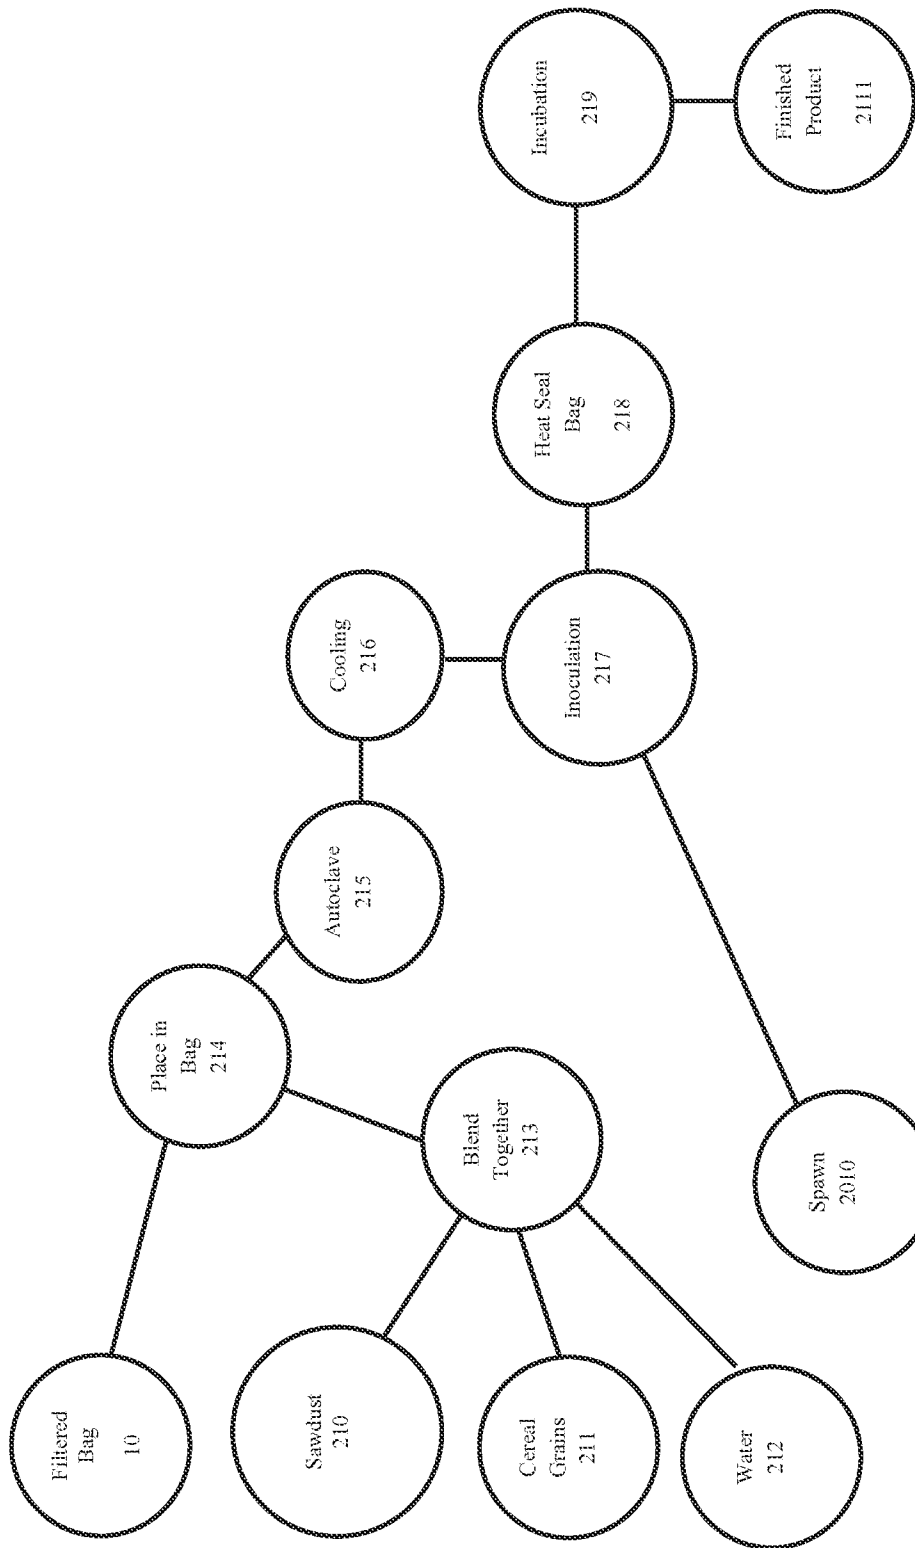 Filtered
Bag
10
Sawdust
210
Cereal
Grains
211
Water
212
Place in
Bag
214
Blend
Together
213
Spawn
2010
Autoclave
215
Cooling
216
Inoculation
217
Heat Seal
Bag
218
Incubation
219
Finished
Product
2111